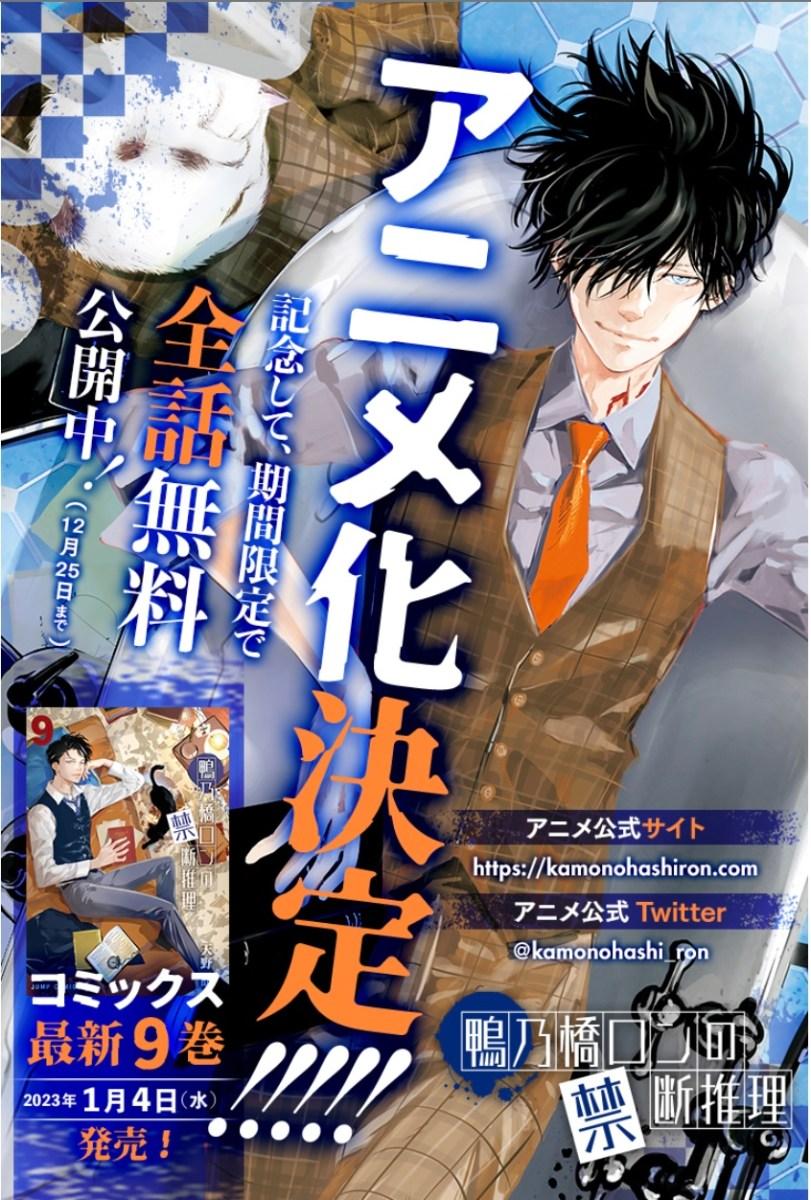 アニメ化決定!!!!!
記念して、期間限定で
全話無料
公開中!
(12月25日まで)
9
鴨乃橋ロンの
禁断推理
天野
JUMP COMICS
コミックス
最新9巻
2023年 1月4日(水)
発売!
アニメ公式サイト
https://kamonohashiron.com
アニメ公式 Twitter
@kamonohashi_ron
鴨乃橋ロンの
禁断推理